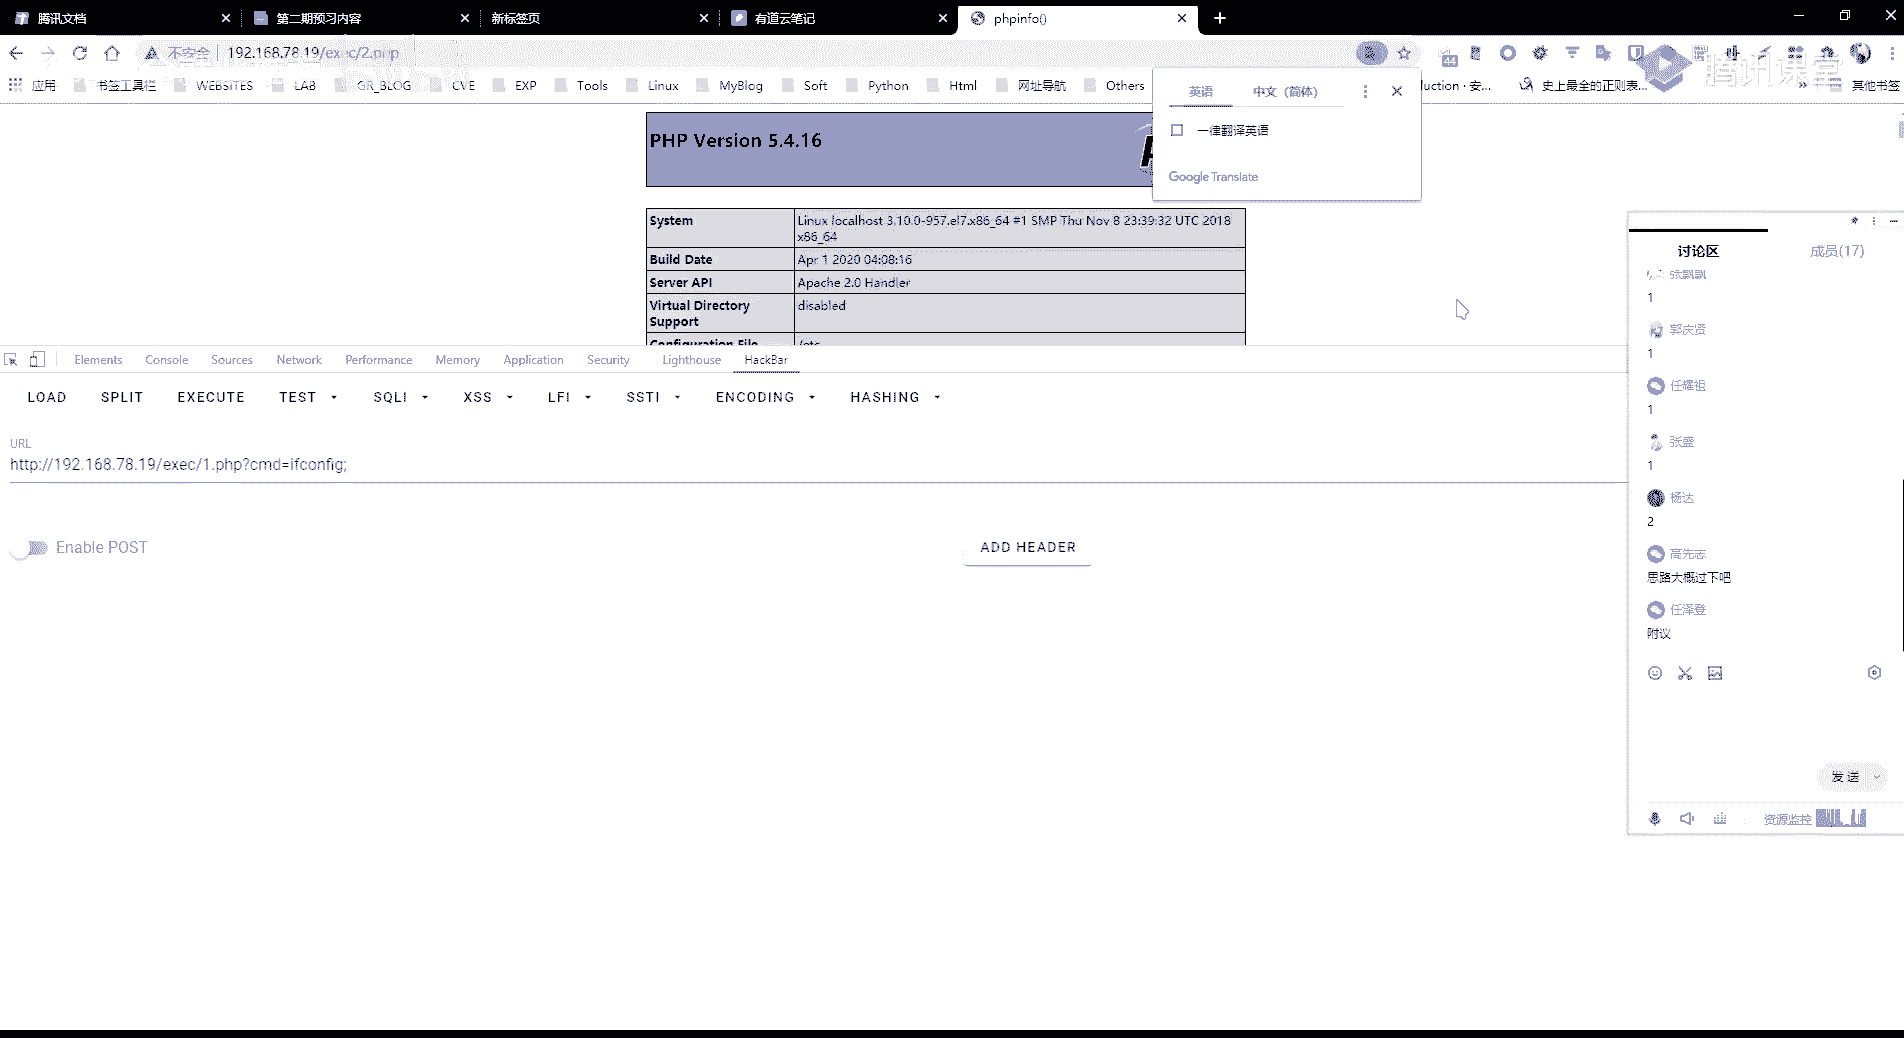 腾讯文档
第二期预习内容
新标签页
有道云笔记
phpinfo()
不安全
192.168.78.19/exec/2.php
44
应用
书签工具栏
WEBSITES
LAB
GR_BLOG
CVE
EXP
Tools
Linux
MyBlog
Soft
Python
Html
网址导航
Others
uction · 安...
史上最全的正则表...
»
其他书签
腾讯课堂
英语
中文（简体）
一律翻译英语
Google Translate
PHP Version 5.4.16
System
Linux localhost 3.10.0-957.el7.x86_64 #1 SMP Thu Nov 8 23:39:32 UTC 2018
x86_64
Build Date
Apr 1 2020 04:08:16
Server API
Apache 2.0 Handler
Virtual Directory
Support
disabled
Configuration File
/etc
Elements
Console
Sources
Network
Performance
Memory
Application
Security
Lighthouse
HackBar
LOAD
SPLIT
EXECUTE
TEST
SQLI
XSS
LFI
SSTI
ENCODING
HASHING
URL
http://192.168.78.19/exec/1.php?cmd=ifconfig;
Enable POST
ADD HEADER
讨论区
成员(17)
1
郭庆贤
1
任耀祖
1
张盛
1
杨达
2
高先志
思路大概过下吧
任泽登
附议
发送
资源监控